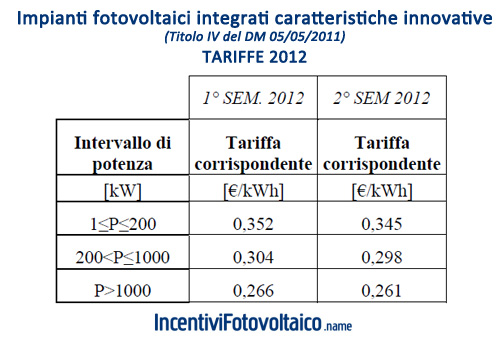 Impianti fotovoltaici integrati caratteristiche innovative
(Titolo IV del DM 05/05/2011)
TARIFFE 2012
1° SEM. 2012 2° SEM 2012
Intervallo di potenza Tariffa corrispondente Tariffa corrispondente
[kW] [€/kWh] [€/kWh]
1≤P≤200 0,352 0,345
200<P≤1000 0,304 0,298
P>1000 0,266 0,261
IncentiviFotovoltaico.name